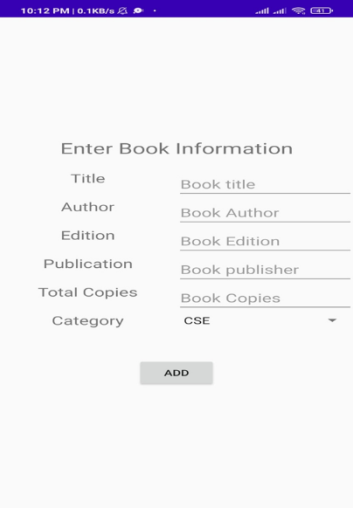 10:12 PM | 0.1KB/s
Enter Book Information
Title Book title
Author Book Author
Edition Book Edition
Publication Book publisher
Total Copies Book Copies
Category CSE
ADD